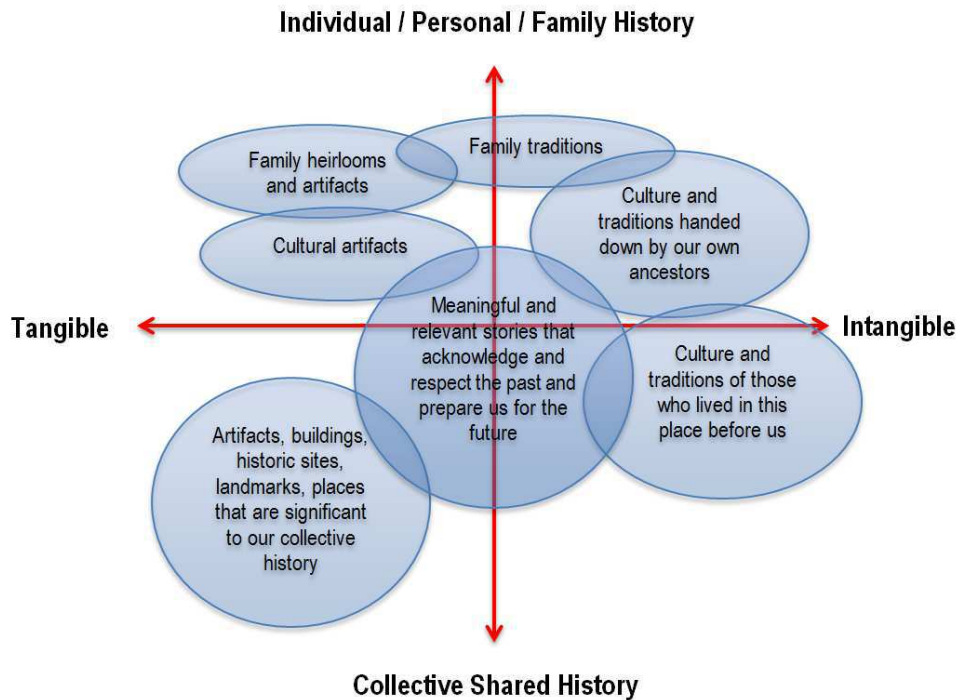 Individual / Personal / Family History
Family traditions
Family heirlooms
and artifacts
Culture and
traditions handed
down by our own
ancestors
Cultural artifacts
Meaningful and
relevant stories that
acknowledge and
respect the past and
prepare us for the
future
Tangible
Intangible
Culture and
traditions of those
who lived in this
place before us
Artifacts, buildings,
historic sites,
landmarks, places
that are significant
to our collective
history
Collective Shared History